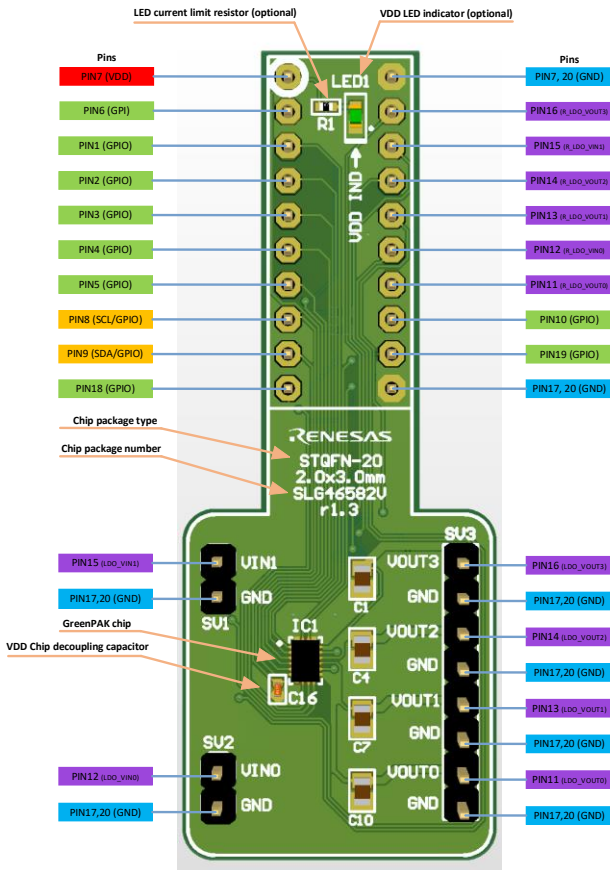 LED current limit resistor (optional)
VDD LED indicator (optional)
Pins
Pins
PIN7 (VDD)
LED1
PIN7, 20 (GND)
PIN6 (GPI)
R1
PIN16 (R_LDO_VOUT3)
PIN1 (GPIO)
PIN15 (R_LDO_VIN1)
PIN2 (GPIO)
VDD IND
PIN14 (R_LDO_VOUT2)
PIN3 (GPIO)
PIN13 (R_LDO_VOUT1)
PIN4 (GPIO)
PIN12 (R_LDO_VIN0)
PIN5 (GPIO)
PIN11 (R_LDO_VOUT0)
PIN8 (SCL/GPIO)
PIN10 (GPIO)
PIN9 (SDA/GPIO)
PIN19 (GPIO)
PIN18 (GPIO)
PIN17, 20 (GND)
Chip package type
RENESAS
Chip package number
STQFN-20
2.0x3.0mm
SLG46582V
r1.3
SV3
PIN15 (LDO_VIN1)
VIN1
VOUT3
PIN16 (LDO_VOUT3)
PIN17,20 (GND)
GND
C1
GND
PIN17,20 (GND)
SV1
GreenPAK chip
IC1
VOUT2
PIN14 (LDO_VOUT2)
VDD Chip decoupling capacitor
C4
GND
PIN17,20 (GND)
C16
VOUT1
PIN13 (LDO_VOUT1)
SV2
C7
GND
PIN17,20 (GND)
PIN12 (LDO_VIN0)
VIN0
VOUT0
PIN11 (LDO_VOUT0)
PIN17,20 (GND)
GND
C10
GND
PIN17,20 (GND)